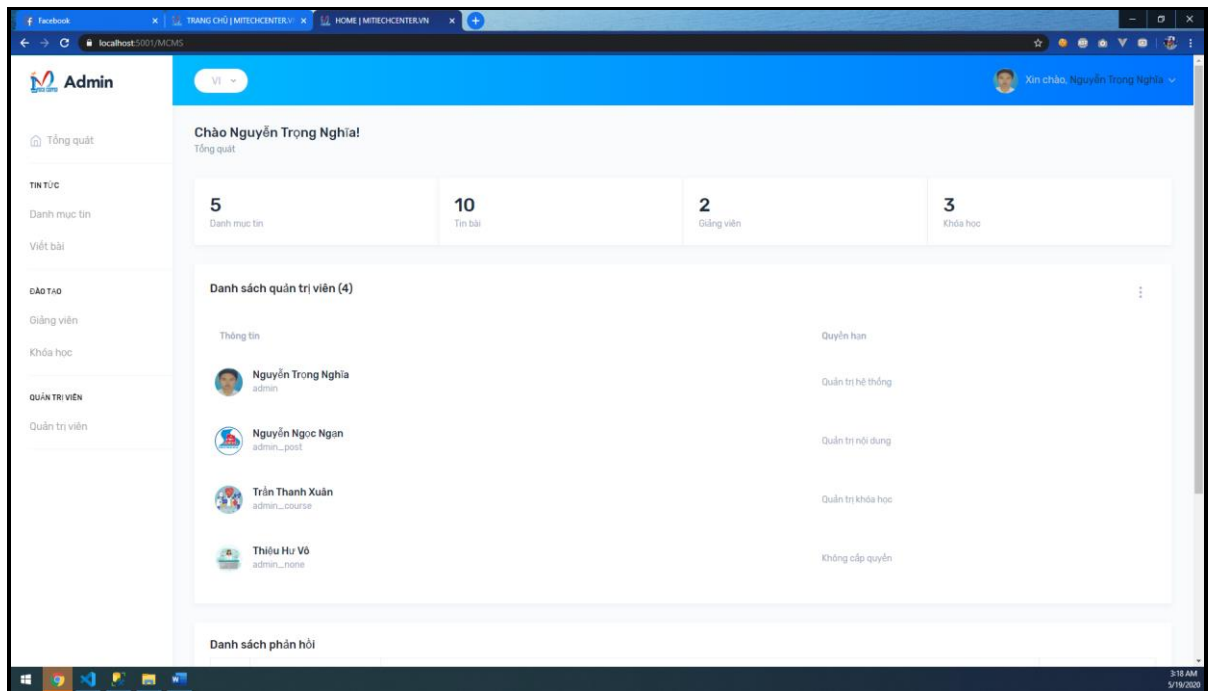 Facebook
TRANG CHỦ | MITECHCENTER.V
HOME | MITIECHCENTER.VN
localhost:5001/MCMS
Admin
VI
Xin chào, Nguyễn Trọng Nghĩa
Tổng quát
TIN TỨC
Danh mục tin
Viết bài
ĐÀO TẠO
Giảng viên
Khóa học
QUẢN TRỊ VIÊN
Quản trị viên
Chào Nguyễn Trọng Nghĩa!
Tổng quát
5
Danh mục tin
10
Tin bài
2
Giảng viên
3
Khóa học
Danh sách quản trị viên (4)
Thông tin
Quyền hạn
Nguyễn Trọng Nghĩa
admin
Quản trị hệ thống
Nguyễn Ngọc Ngan
admin_post
Quản trị nội dung
Trần Thanh Xuân
admin_course
Quản trị khóa học
Thiệu Hư Vô
admin_none
Không cấp quyền
Danh sách phản hồi
3:18 AM
5/19/2020